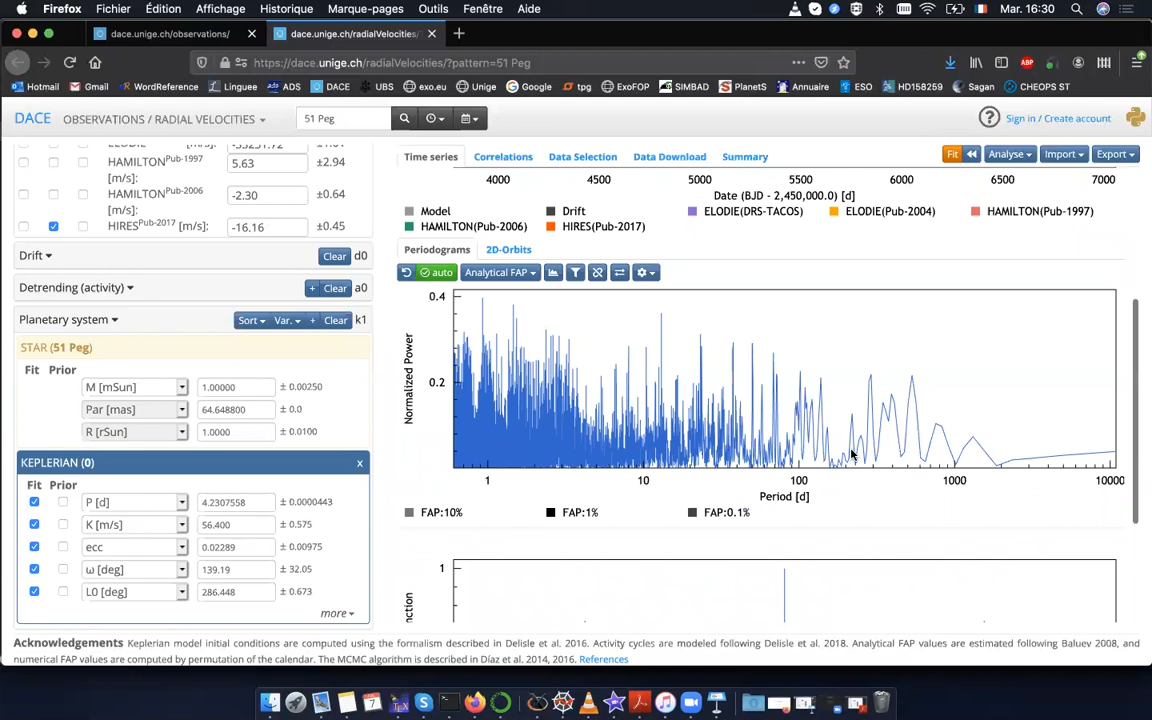 Firefox Fichier Édition Affichage Historique Marque-pages Outils Fenêtre Aide Mar. 16:30
dace.unige.ch/observations/ dace.unige.ch/radialVelocities/
https://dace.unige.ch/radialVelocities/?pattern=51 Peg
Hotmail Gmail WordReference Linguee ADS DACE UBS exo.eu Unige Google tpg ExoFOP SIMBAD PlanetS Annuaire ESO HD158259 Sagan CHEOPS ST
DACE OBSERVATIONS / RADIAL VELOCITIES 51 Peg Sign in / Create account
Time series Correlations Data Selection Data Download Summary Fit Analyse Import Export
HAMILTON Pub-1997 [m/s]: 5.63 ±2.94
HAMILTON Pub-2006 [m/s]: -2.30 ±0.64
HIRES Pub-2017 [m/s]: -16.16 ±0.45
Drift Clear d0
Detrending (activity) + Clear a0
Planetary system Sort Var. + Clear k1
STAR (51 Peg)
Fit Prior
M [mSun] 1.00000 ± 0.00250
Par [mas] 64.648800 ± 0.0
R [rSun] 1.0000 ± 0.0100
KEPLERIAN (0) x
Fit Prior
P [d] 4.2307558 ± 0.0000443
K [m/s] 56.400 ± 0.575
ecc 0.02289 ± 0.00975
ω [deg] 139.19 ± 32.05
L0 [deg] 286.448 ± 0.673
more
4000 4500 5000 5500 6000 6500 7000
Date (BJD - 2,450,000.0) [d]
Model Drift ELODIE(DRS-TACOS) ELODIE(Pub-2004) HAMILTON(Pub-1997)
HAMILTON(Pub-2006) HIRES(Pub-2017)
Periodograms 2D-Orbits
auto Analytical FAP
0.4
0.2
Normalized Power
1 10 100 1000 10000
Period [d]
FAP:10% FAP:1% FAP:0.1%
1
Acknowledgements Keplerian model initial conditions are computed using the formalism described in Delisle et al. 2016. Activity cycles are modeled following Delisle et al. 2018. Analytical FAP values are estimated following Baluev 2008, and
numerical FAP values are computed by permutation of the calendar. The MCMC algorithm is described in Díaz et al. 2014, 2016. References